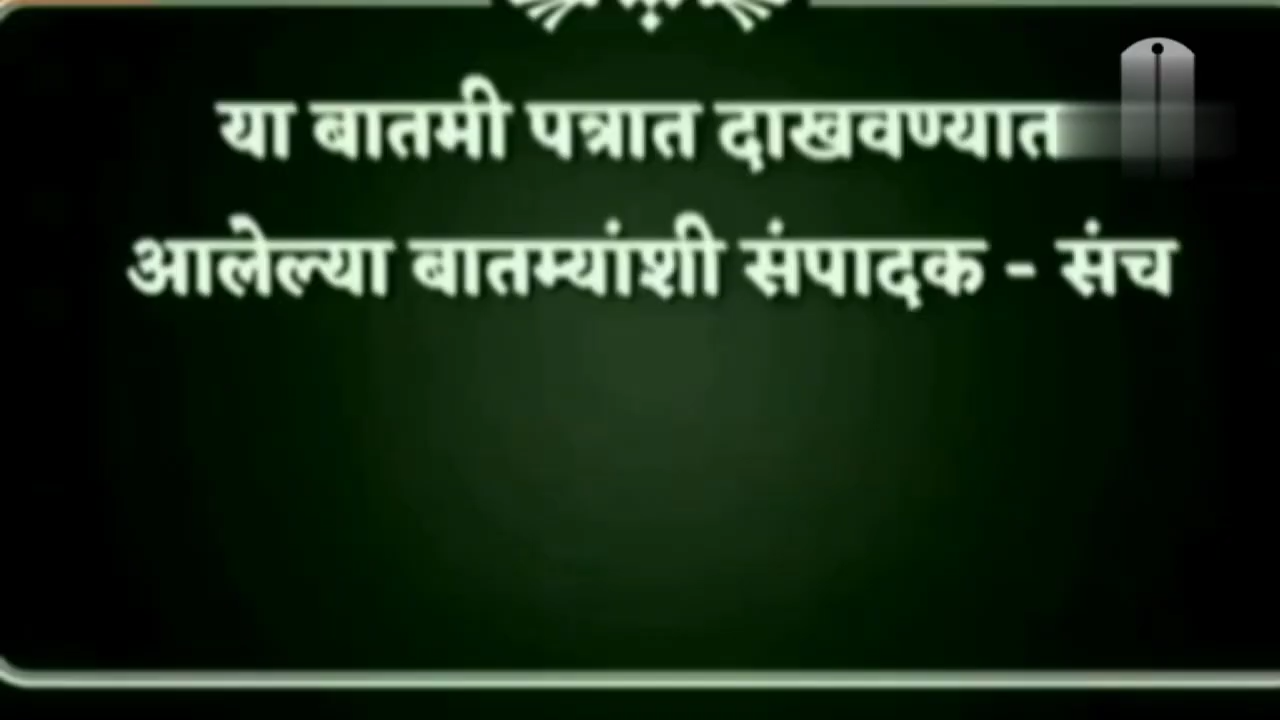 या बातमी पत्रात दाखवण्यात
आलेल्या बातम्यांशी संपादक - संच